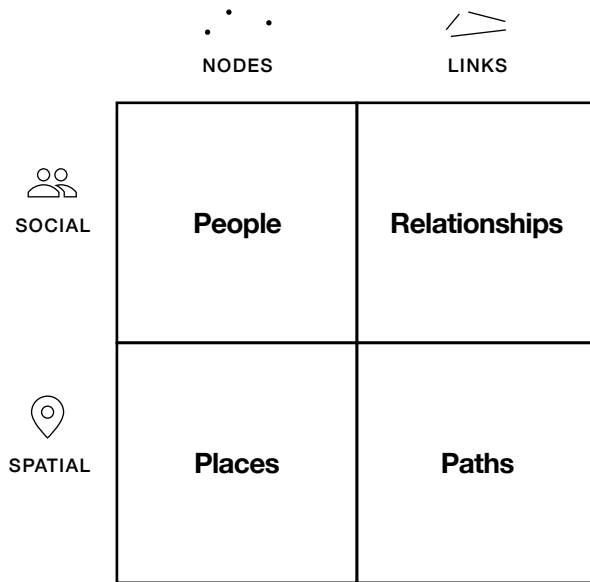 NODES
LINKS
SOCIAL
People
Relationships
SPATIAL
Places
Paths